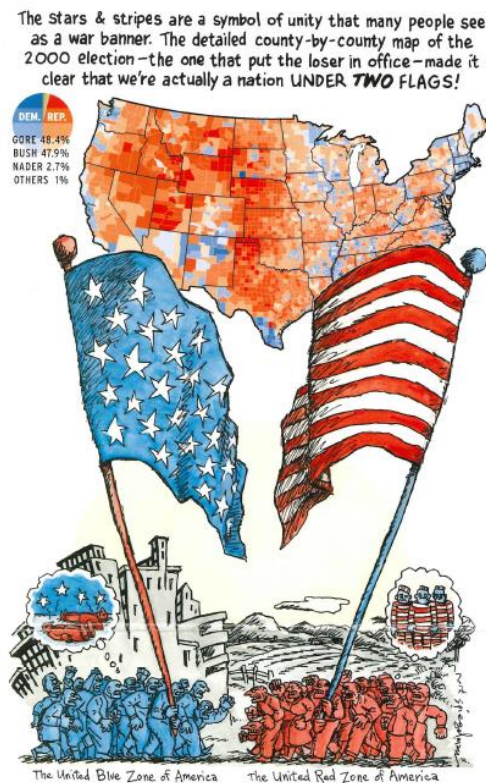 The stars & stripes are a symbol of unity that many people see
as a war banner. The detailed county-by-county map of the
2000 election—the one that put the loser in office—made it
clear that we're actually a nation UNDER TWO FLAGS!
DEM. REP.
GORE 48.4%
BUSH 47.9%
NADER 2.7%
OTHERS 1%
The United Blue Zone of America
The United Red Zone of America